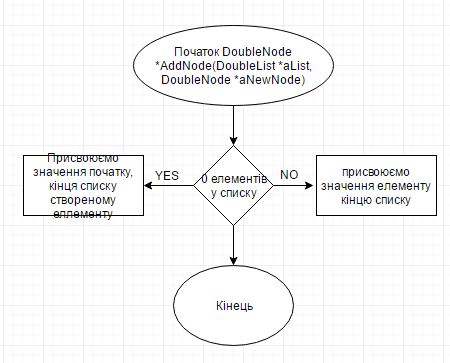 Початок DoubleNode
*AddNode(DoubleList *aList,
DoubleNode *aNewNode)
Присвоюємо
значення початку,
кінця списку
створеному
еллементу
YES
0 елементів
у списку
NO
присвоюємо
значення елементу
кінцю списку
Кінець